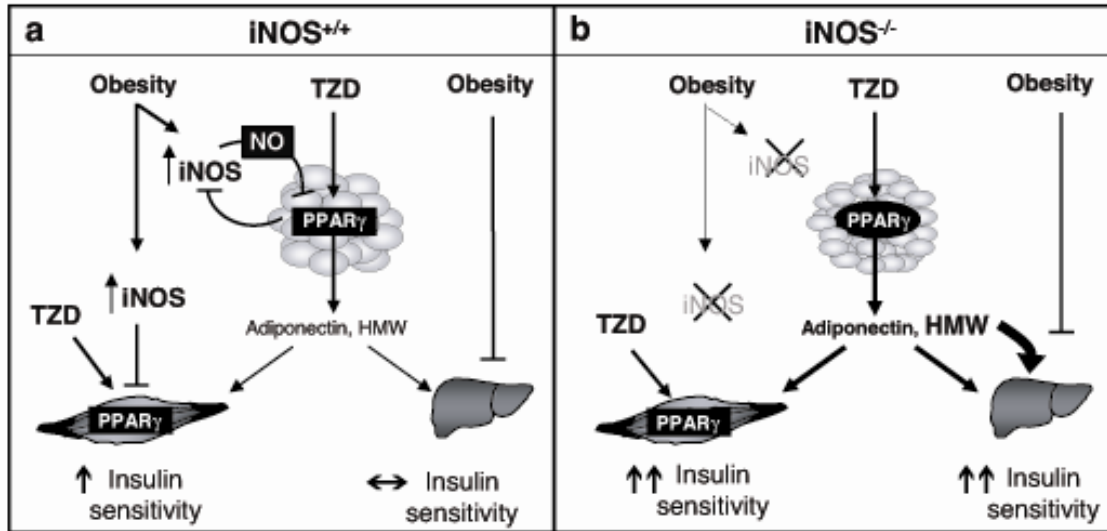 a iNOS+/+
Obesity TZD Obesity
NO
↑ iNOS
PPARγ
↑ iNOS
TZD
Adiponectin, HMW
PPARγ
↑ Insulin sensitivity
↔ Insulin sensitivity
b iNOS-/-
Obesity TZD Obesity
iNOS
PPARγ
iNOS
TZD
Adiponectin, HMW
PPARγ
↑↑ Insulin sensitivity
↑↑ Insulin sensitivity